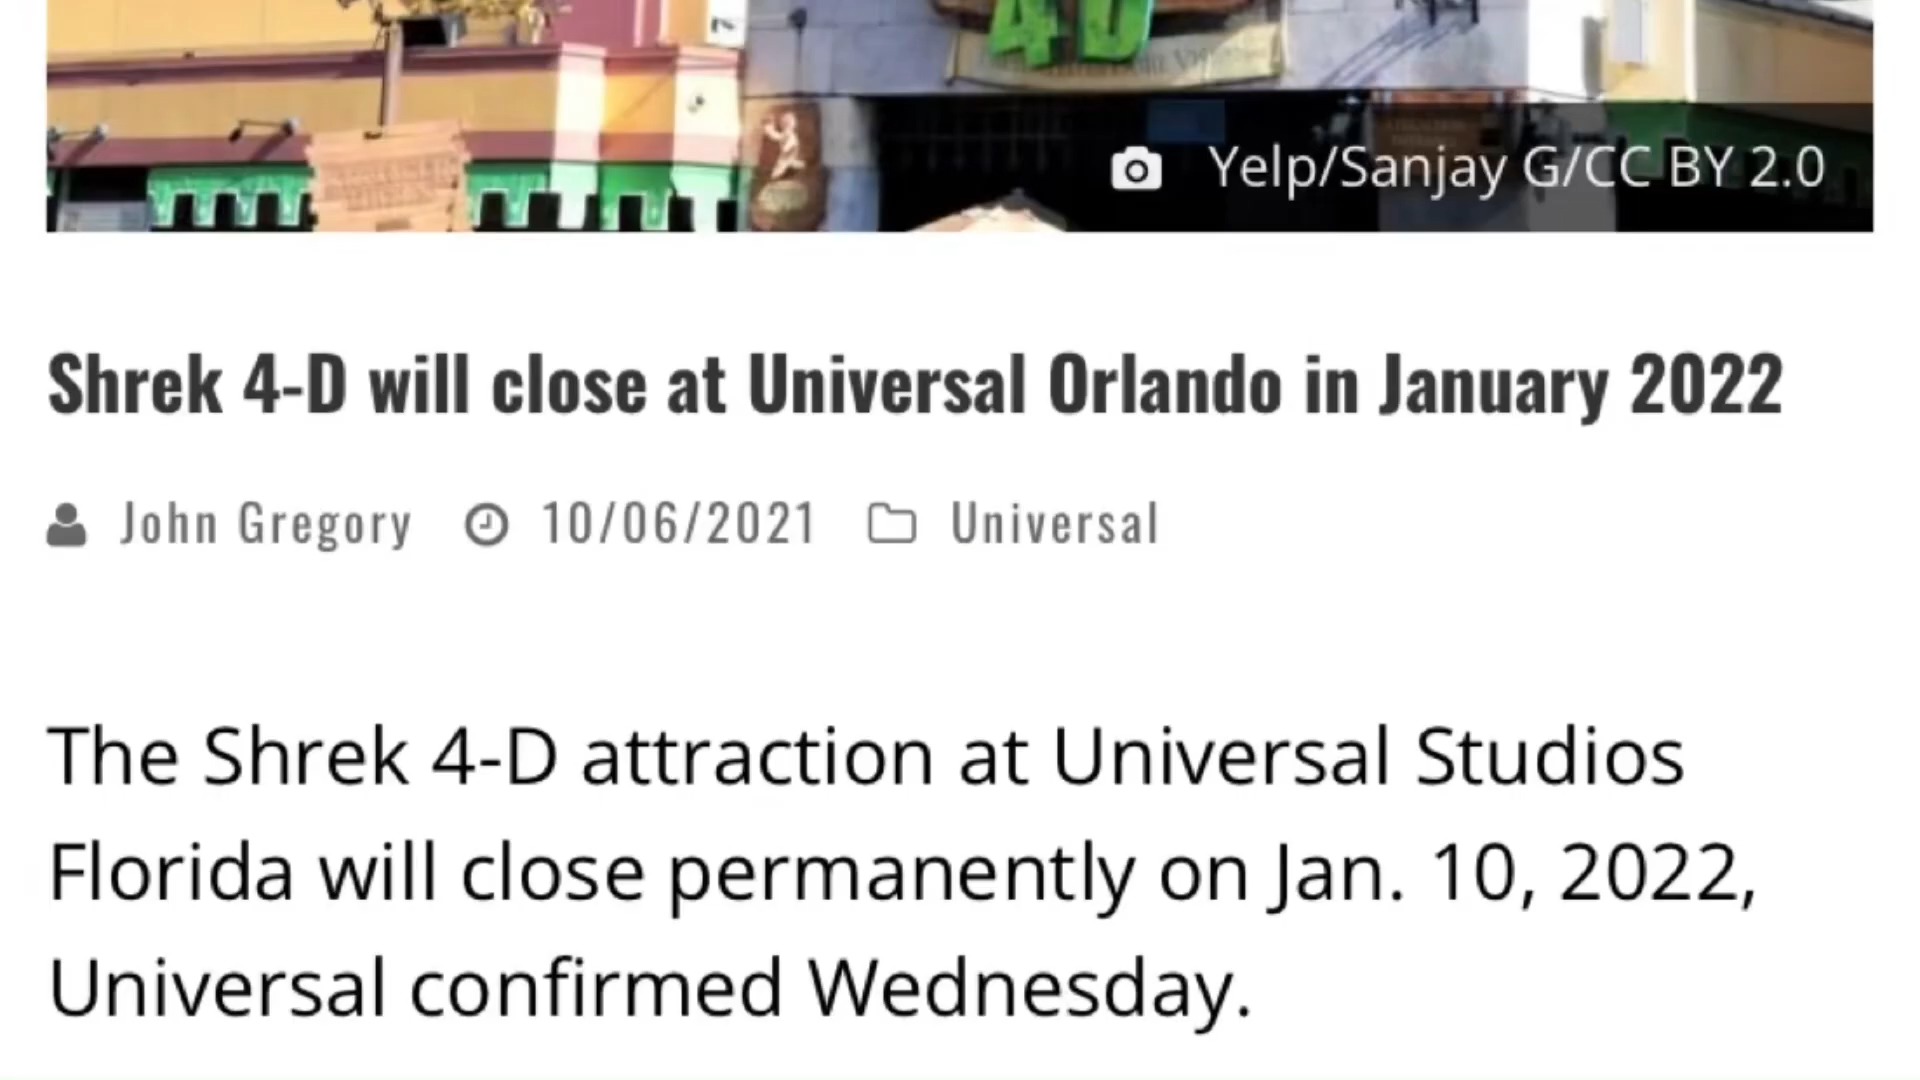 4D
Yelp/Sanjay G/CC BY 2.0
Shrek 4-D will close at Universal Orlando in January 2022
John Gregory 10/06/2021 Universal
The Shrek 4-D attraction at Universal Studios
Florida will close permanently on Jan. 10, 2022,
Universal confirmed Wednesday.